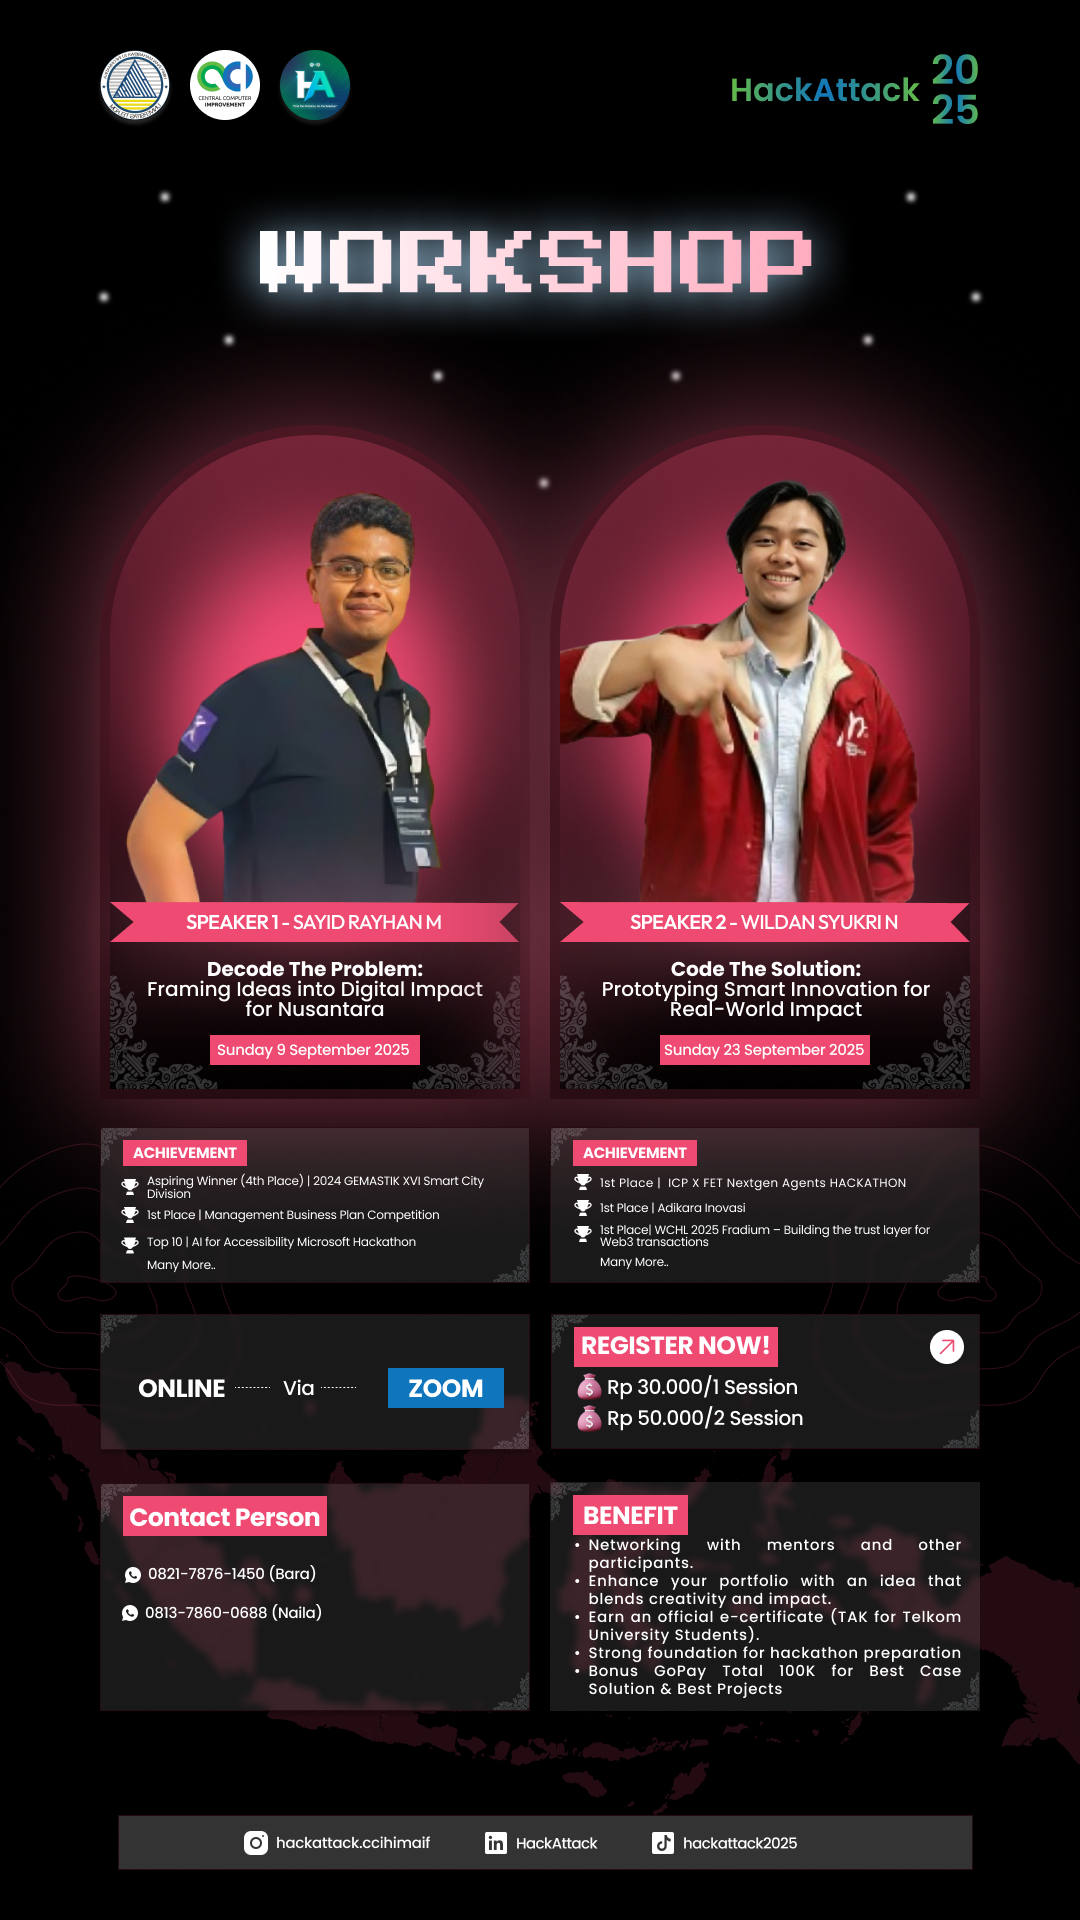 CENTRAL COMPUTER
IMPROVEMENT
HA
HackAttack
20
25
WORKSHOP
SPEAKER 1 - SAYID RAYHAN M
Decode The Problem:
Framing Ideas into Digital Impact
for Nusantara
Sunday 9 September 2025
SPEAKER 2 - WILDAN SYUKRI N
Code The Solution:
Prototyping Smart Innovation for
Real-World Impact
Sunday 23 September 2025
ACHIEVEMENT
Aspiring Winner (4th Place) | 2024 GEMASTIK XVI Smart City
Division
1st Place | Management Business Plan Competition
Top 10 | AI for Accessibility Microsoft Hackathon
Many More..
ACHIEVEMENT
1st Place | ICP X FET Nextgen Agents HACKATHON
1st Place | Adikara Inovasi
1st Place| WCHL 2025 Fradium – Building the trust layer for
Web3 transactions
Many More..
ONLINE
Via
ZOOM
REGISTER NOW!
Rp 30.000/1 Session
Rp 50.000/2 Session
Contact Person
0821-7876-1450 (Bara)
0813-7860-0688 (Naila)
BENEFIT
• Networking with mentors and other
participants.
• Enhance your portfolio with an idea that
blends creativity and impact.
• Earn an official e-certificate (TAK for Telkom
University Students).
• Strong foundation for hackathon preparation
• Bonus GoPay Total 100K for Best Case
Solution & Best Projects
hackattack.ccihimaif
HackAttack
hackattack2025